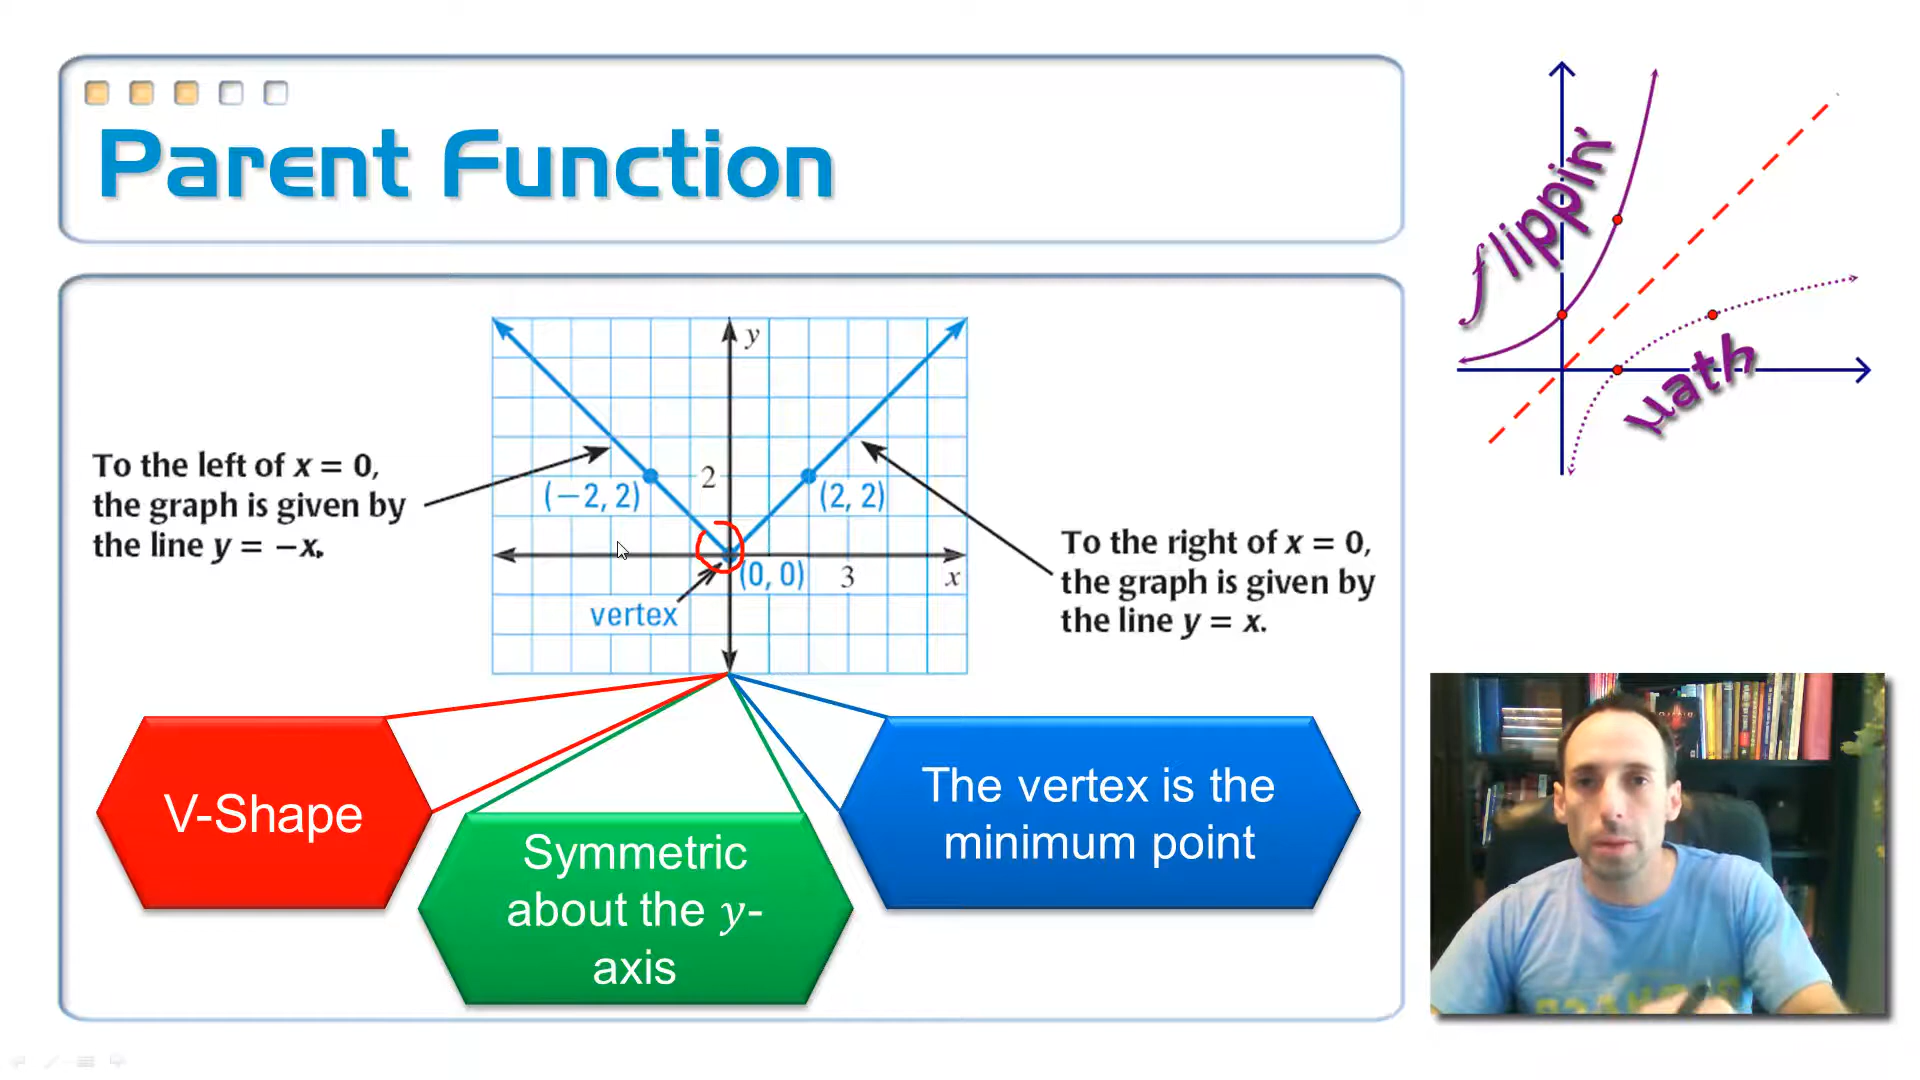 Parent Function
flippin'
math
y
To the left of x = 0,
the graph is given by
the line y = −x.
2
(−2, 2)
(2, 2)
(0, 0)
3
x
vertex
To the right of x = 0,
the graph is given by
the line y = x.
V-Shape
Symmetric
about the y-
axis
The vertex is the
minimum point